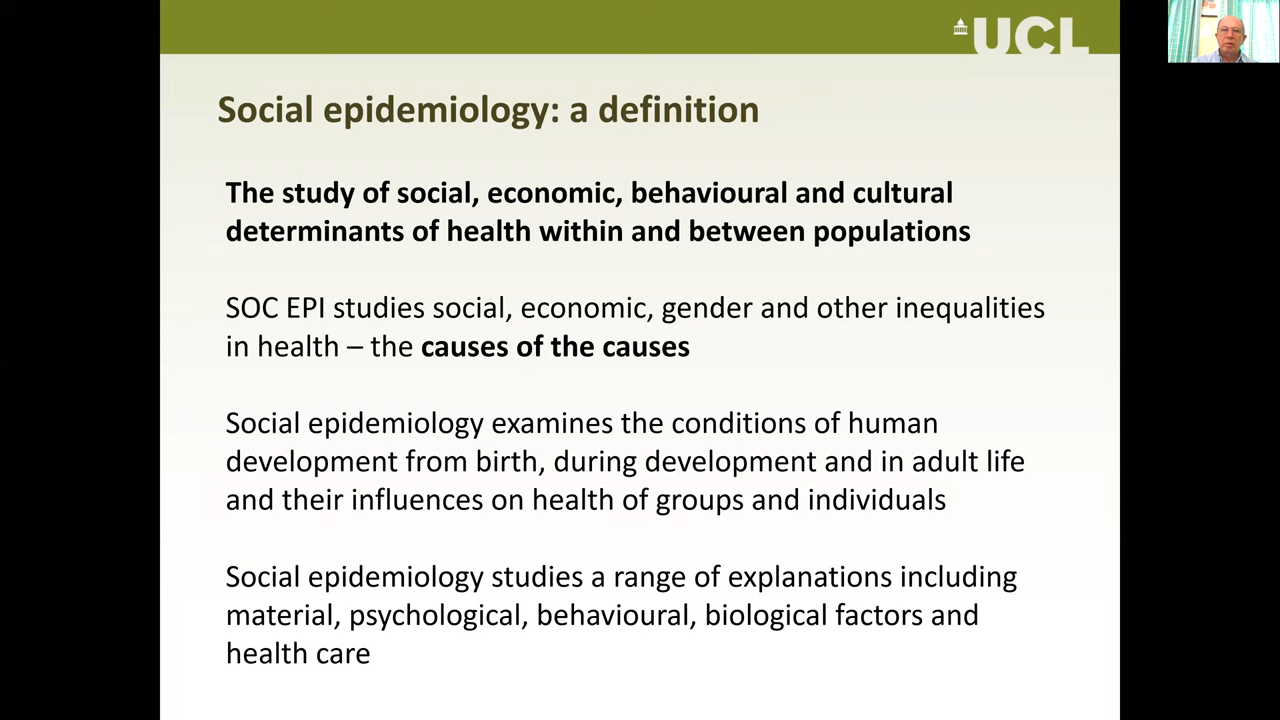 UCL
Social epidemiology: a definition
The study of social, economic, behavioural and cultural
determinants of health within and between populations
SOC EPI studies social, economic, gender and other inequalities
in health – the causes of the causes
Social epidemiology examines the conditions of human
development from birth, during development and in adult life
and their influences on health of groups and individuals
Social epidemiology studies a range of explanations including
material, psychological, behavioural, biological factors and
health care